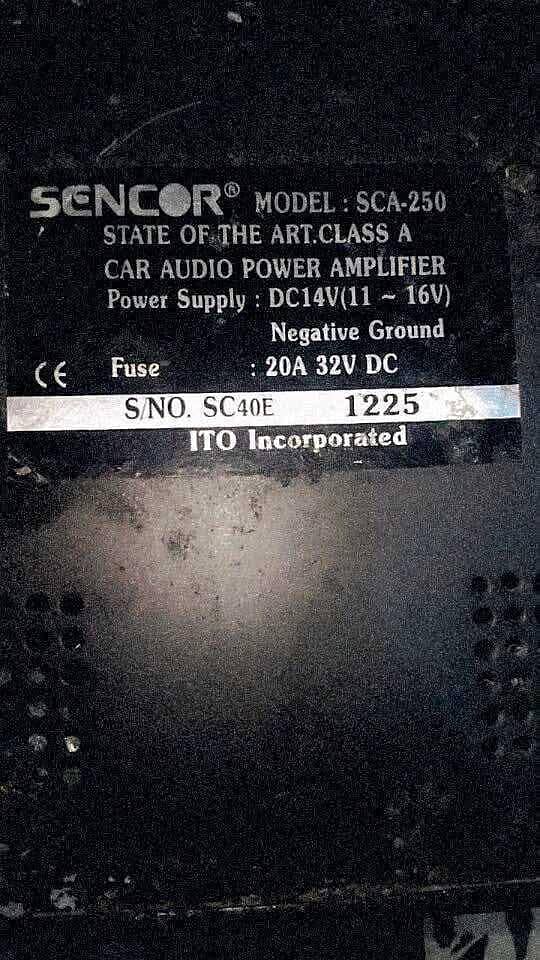 SENCOR® MODEL : SCA-250
STATE OF THE ART.CLASS A
CAR AUDIO POWER AMPLIFIER
Power Supply : DC14V(11 ~ 16V)
Negative Ground
CE Fuse : 20A 32V DC
S/NO. SC40E 1225
ITO Incorporated